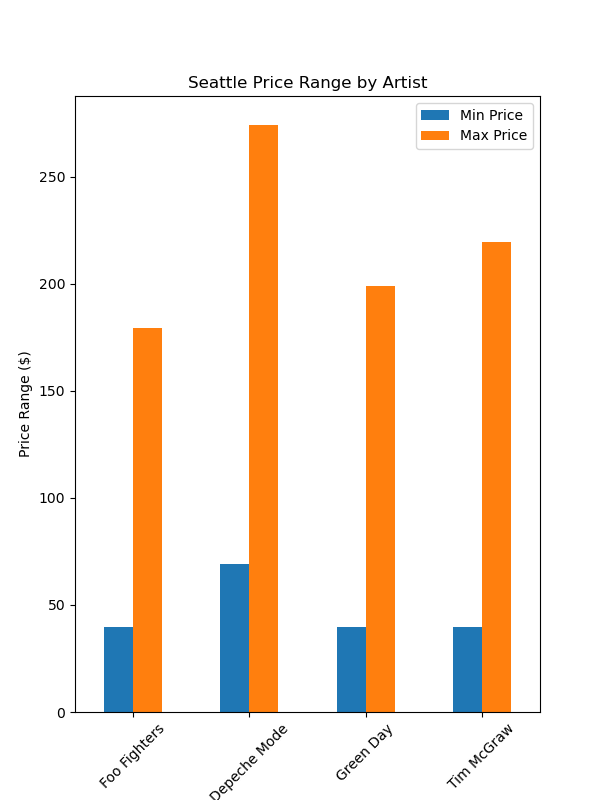 Seattle Price Range by Artist
Min Price
Max Price
Price Range ($)
250
200
150
100
50
0
Foo Fighters
Depeche Mode
Green Day
Tim McGraw